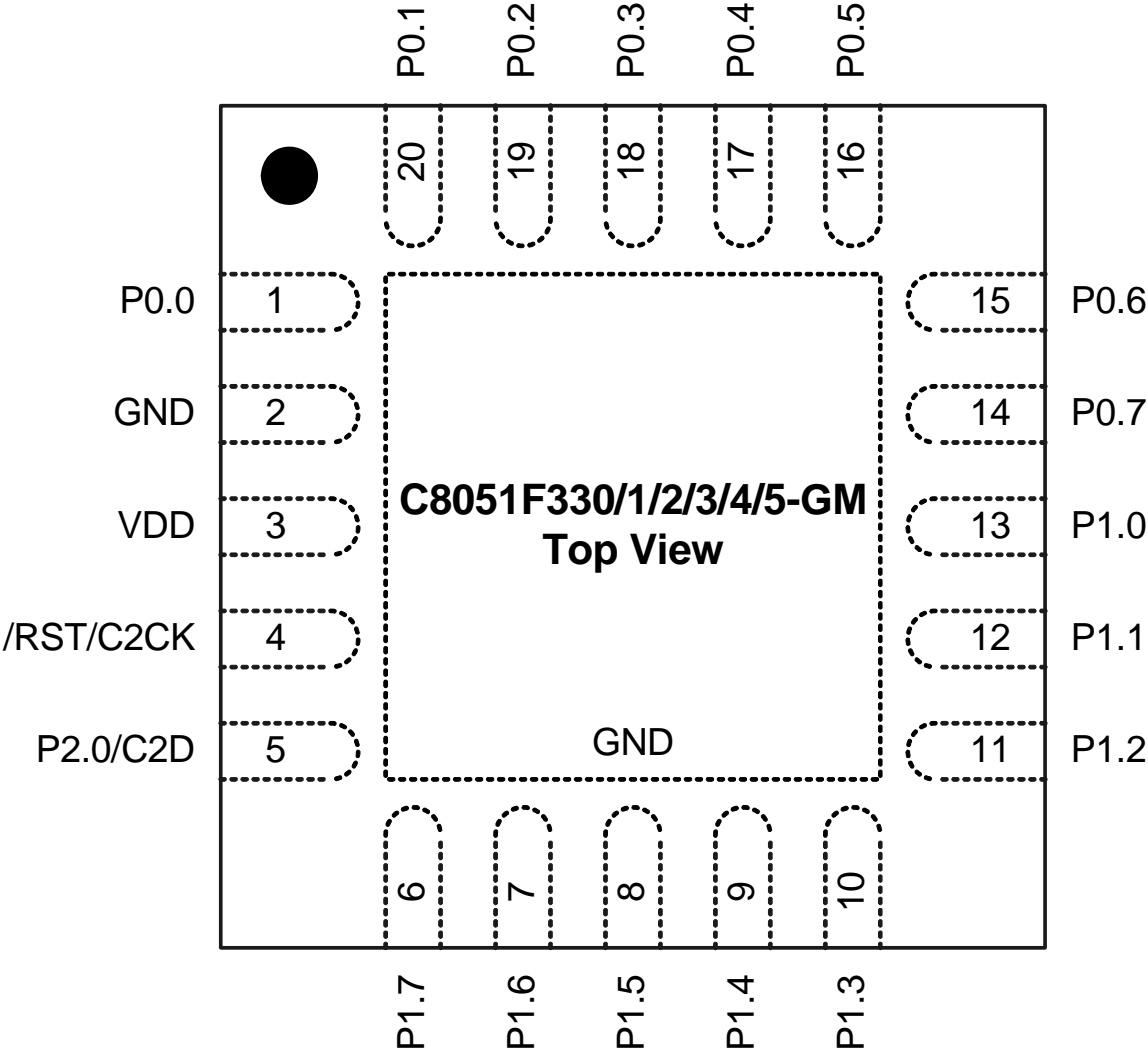 P0.1 P0.2 P0.3 P0.4 P0.5
20 19 18 17 16
P0.0 1 15 P0.6
GND 2 14 P0.7
C8051F330/1/2/3/4/5-GM
VDD 3 13 P1.0
Top View
/RST/C2CK 4 12 P1.1
P2.0/C2D 5 GND 11 P1.2
6 7 8 9 10
P1.7 P1.6 P1.5 P1.4 P1.3